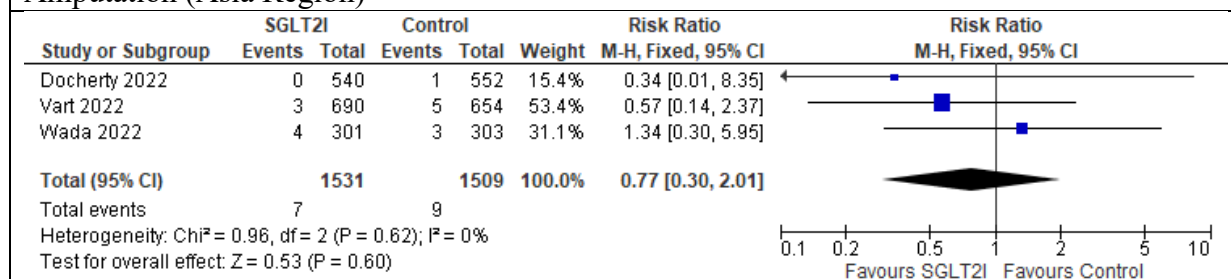 Amputation (Asia Region)
SGLT2I Control Risk Ratio Risk Ratio
Study or Subgroup Events Total Events Total Weight M-H, Fixed, 95% CI M-H, Fixed, 95% CI
Docherty 2022 0 540 1 552 15.4% 0.34 [0.01, 8.35]
Vart 2022 3 690 5 654 53.4% 0.57 [0.14, 2.37]
Wada 2022 4 301 3 303 31.1% 1.34 [0.30, 5.95]
Total (95% CI) 1531 1509 100.0% 0.77 [0.30, 2.01]
Total events 7 9
Heterogeneity: Chi² = 0.96, df = 2 (P = 0.62); I² = 0%
Test for overall effect: Z = 0.53 (P = 0.60)
0.1 0.2 0.5 1 2 5 10
Favours SGLT2I Favours Control